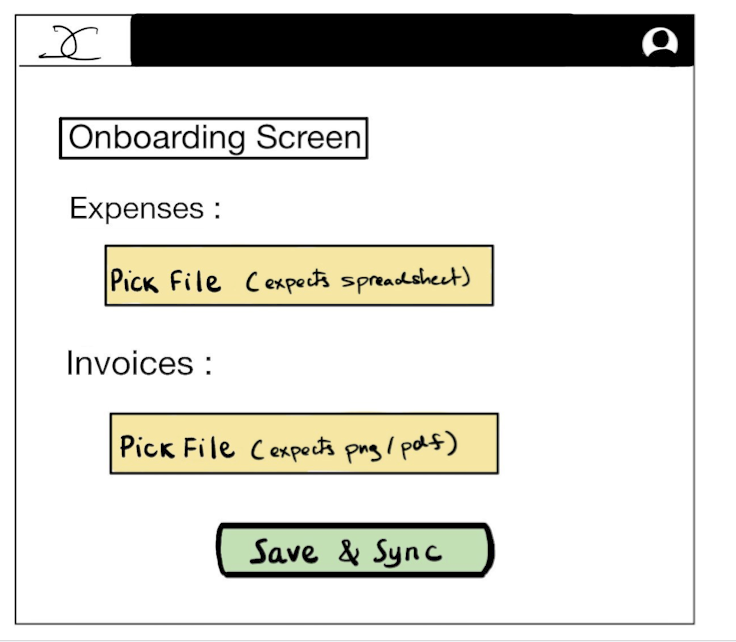 Onboarding Screen
Expenses :
Pick File (expects spreadsheet)
Invoices :
Pick File (expects png/pdf)
Save & Sync